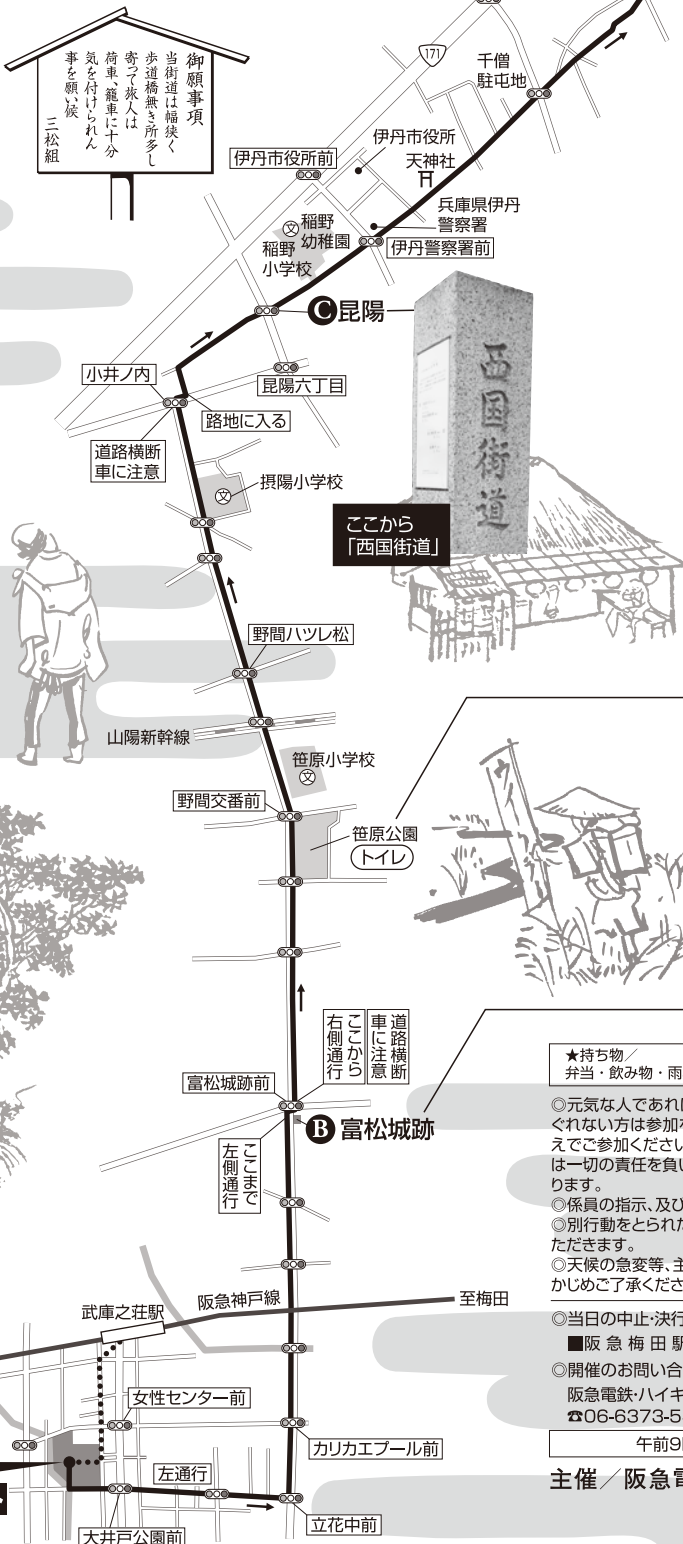 御願事項
当街道は幅狭く
歩道橋無き所多し
寄って旅人は
荷車、籠車に十分
気を付けられん
事を願い候
三松組
171
千僧
駐屯地
伊丹市役所
伊丹市役所前
天神社
兵庫県伊丹
警察署
稲野
幼稚園
稲野
小学校
伊丹警察署前
C昆陽
小井ノ内
昆陽六丁目
路地に入る
道路横断
車に注意
摂陽小学校
西国街道
ここから
「西国街道」
野間ハツレ松
山陽新幹線
笹原小学校
野間交番前
笹原公園
トイレ
道路横断
車に注意
ここから
右側通行
富松城跡前
B 富松城跡
ここまで
左側通行
★持ち物/
弁当・飲み物・雨
◎元気な人であれ
ぐれない方は参加
えでご参加ください
は一切の責任を負い
ります。
◎係員の指示、及び
◎別行動をとられた
ただきます。
◎天候の急変等、主
かじめご了承くださ
◎当日の中止・決行
■阪急梅田駅
◎開催のお問い合
阪急電鉄・ハイキ
☎06-6373-5
午前9
主催/阪急電
武庫之荘駅
阪急神戸線
至梅田
女性センター前
カリカエプール前
左通行
立花中前
大井戸公園前